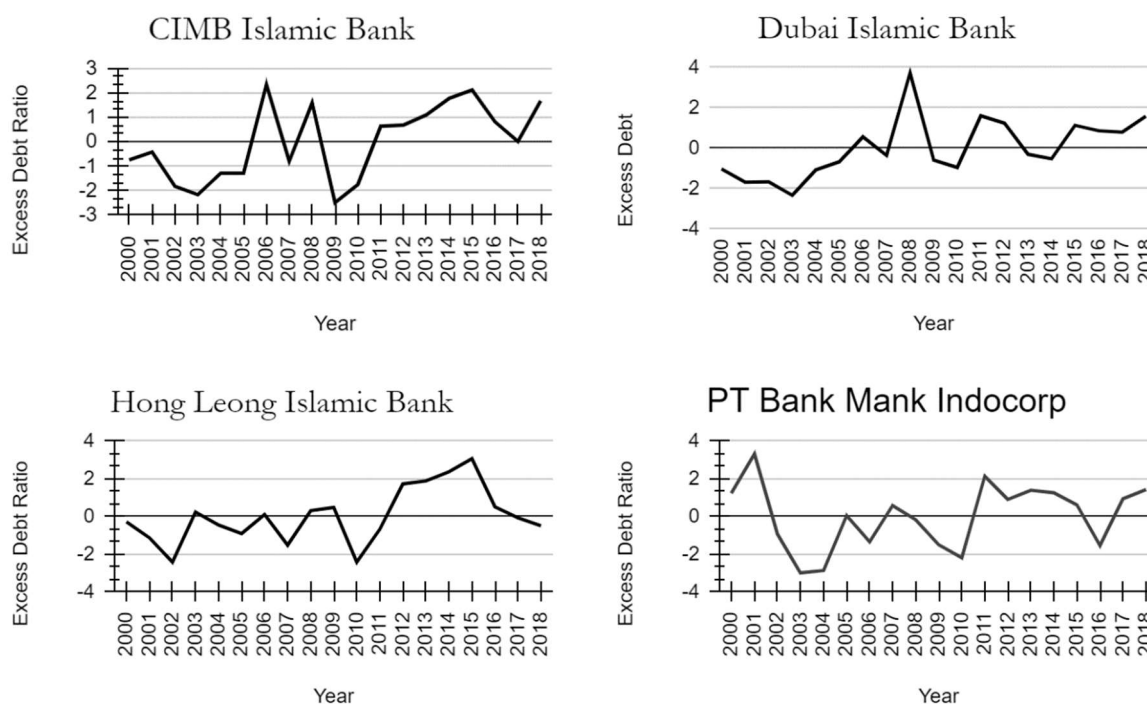 CIMB Islamic Bank
Excess Debt Ratio
3
2
1
0
-1
-2
-3
2000 2001 2002 2003 2004 2005 2006 2007 2008 2009 2010 2011 2012 2013 2014 2015 2016 2017 2018
Year
Dubai Islamic Bank
Excess Debt
4
2
0
-2
-4
2000 2001 2002 2003 2004 2005 2006 2007 2008 2009 2010 2011 2012 2013 2014 2015 2016 2017 2018
Year
Hong Leong Islamic Bank
Excess Debt Ratio
4
2
0
-2
-4
2000 2001 2002 2003 2004 2005 2006 2007 2008 2009 2010 2011 2012 2013 2014 2015 2016 2017 2018
Year
PT Bank Mank Indocorp
Excess Debt Ratio
4
2
0
-2
-4
2000 2001 2002 2003 2004 2005 2006 2007 2008 2009 2010 2011 2012 2013 2014 2015 2016 2017 2018
Year